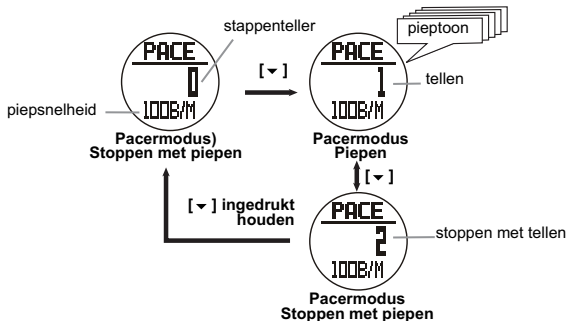 stappenteller
pieptoon
PACE
0
100B/M
piepsnelheid
[▼]
PACE
1
100B/M
tellen
Pacermodus)
Stoppen met piepen
Pacermodus
Piepen
[▼]
[▼] ingedrukt
houden
PACE
2
100B/M
stoppen met tellen
Pacermodus
Stoppen met piepen